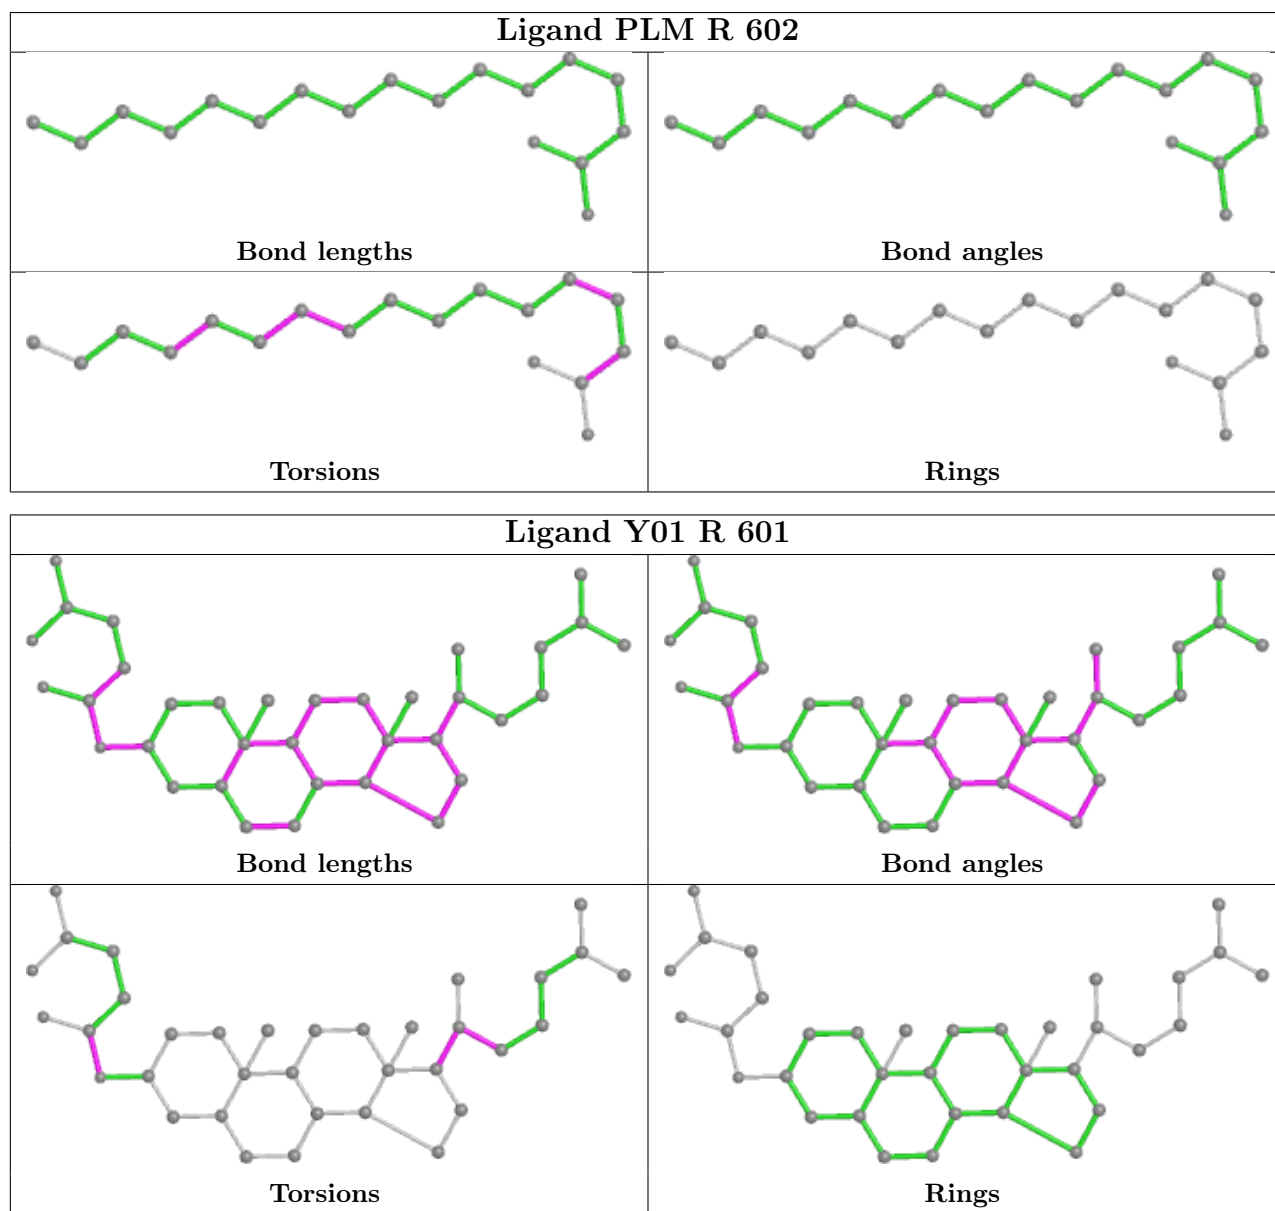 Ligand PLM R 602
Bond lengths
Bond angles
Torsions
Rings
Ligand Y01 R 601
Bond lengths
Bond angles
Torsions
Rings